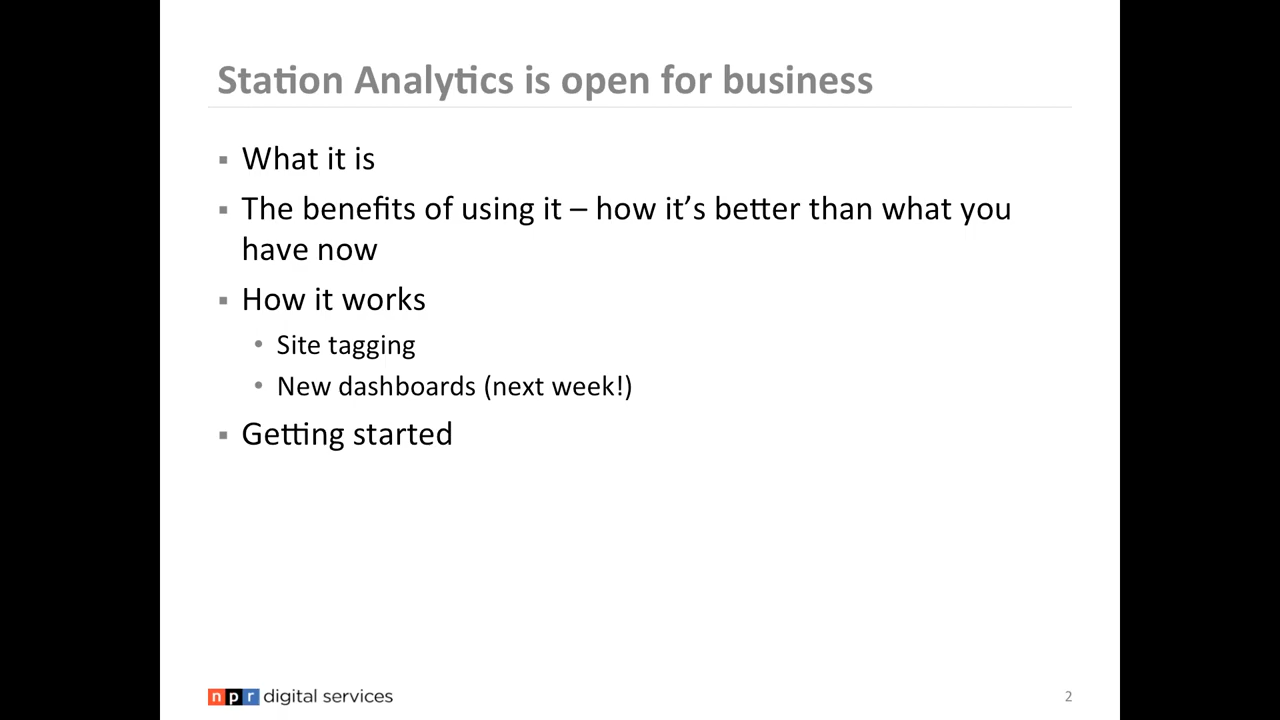 Station Analytics is open for business
▪ What it is
▪ The benefits of using it – how it’s better than what you
have now
▪ How it works
• Site tagging
• New dashboards (next week!)
▪ Getting started
npr digital services
2